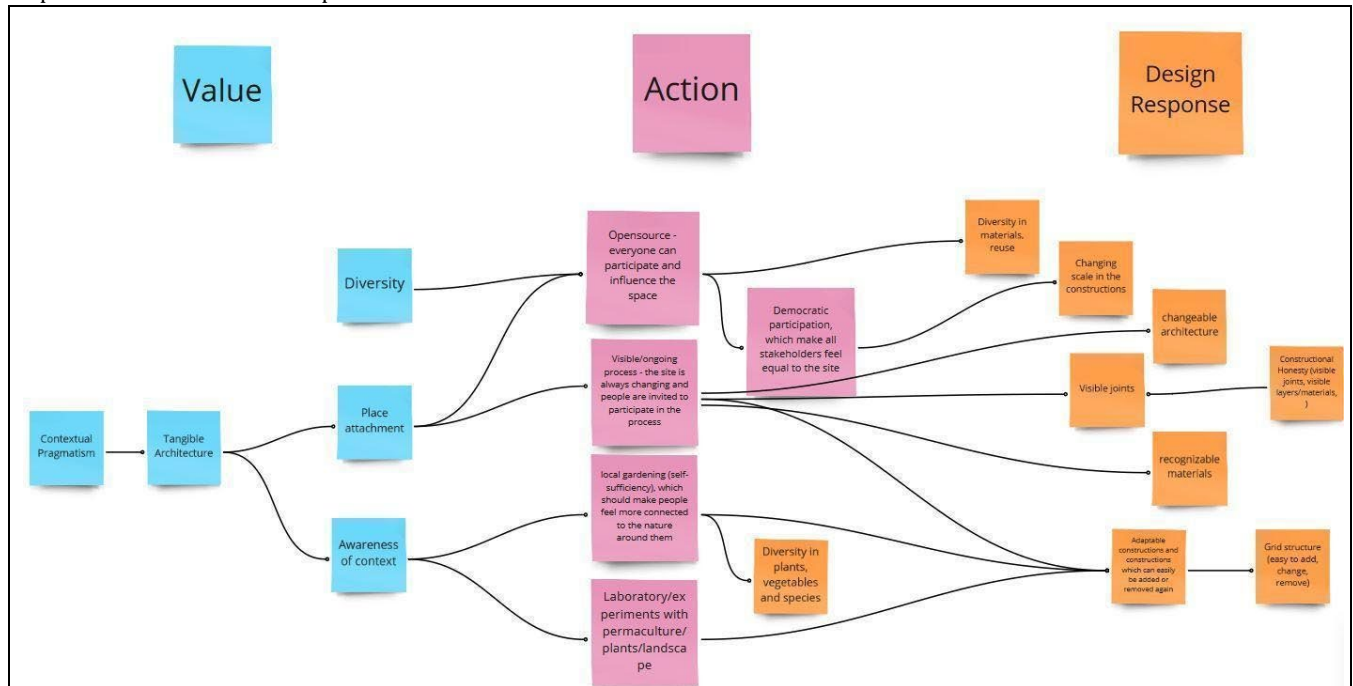 Value
Action
Design
Response
Diversity
Opensource -
everyone can
participate and
influence the
space
Diversity in
materials,
reuse
Changing
scale in the
constructions
Democratic
participation,
which make all
stakeholders feel
equal to the site
changeable
architecture
Visible/ongoing
process - the site is
always changing and
people are invited to
participate in the
process
Visible joints
Constructional
Honesty (visible
joints, visible
layers/materials,
)
Place
attachment
Contextual
Pragmatism
Tangible
Architecture
recognizable
materials
local gardening (self-
sufficiency), which
should make people
feel more connected
to the nature
around them
Awareness
of context
Diversity in
plants,
vegetables
and species
Adaptable
constructions and
constructions
which can easily
be added or
removed again
Grid structure
(easy to add,
change,
remove)
Laboratory/ex
periments with
permaculture/
plants/landsca
pe